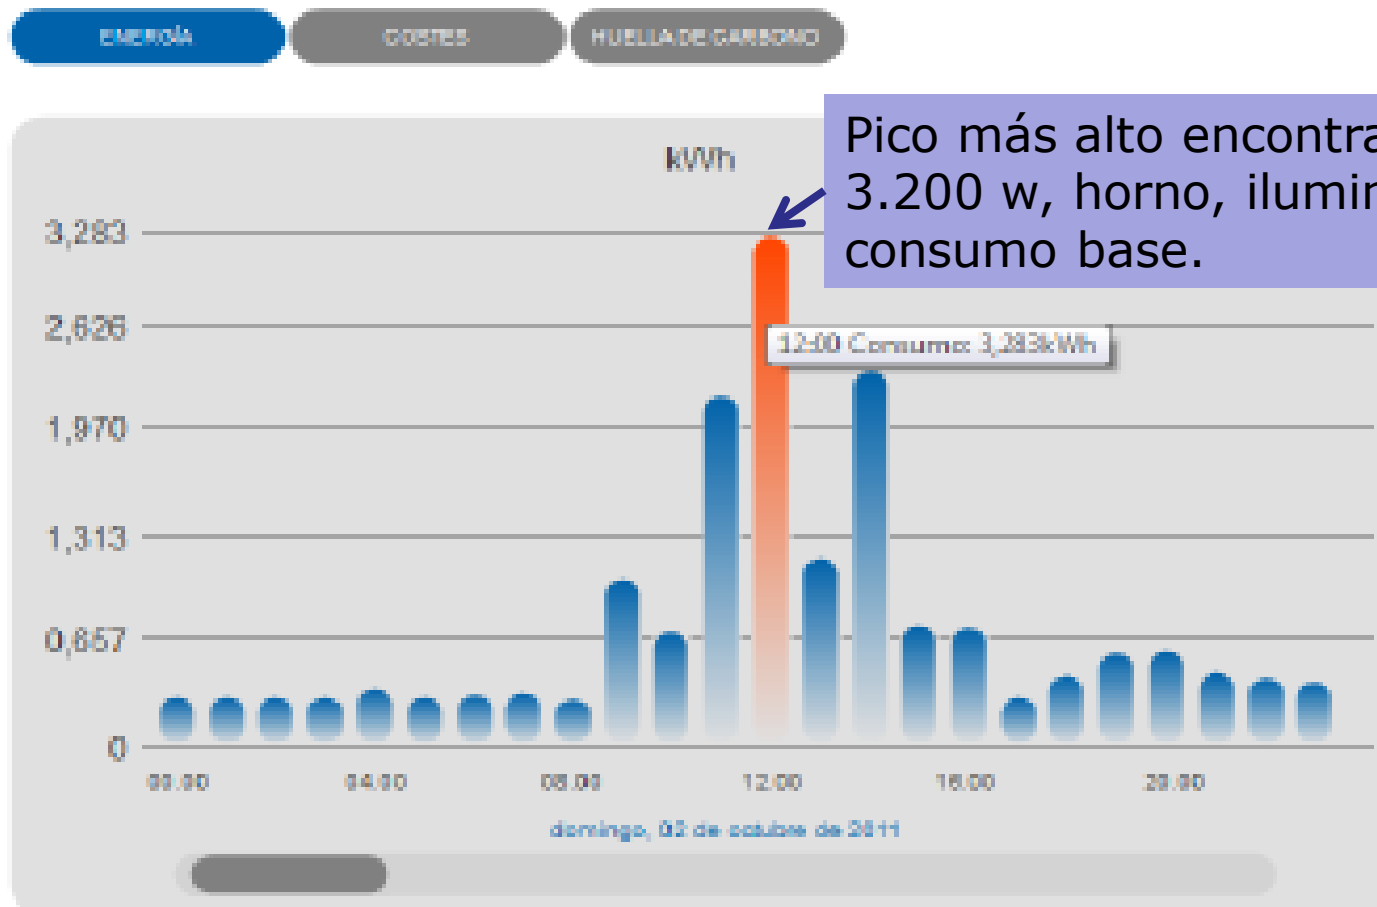 ENERGÍA
COSTES
HUELLA DE CARBONO
kWh
Pico más alto encontra
3.200 w, horno, ilumin
consumo base.
3,283
2,626
1,970
1,313
0,657
0
12:00 Consumo: 3,283kWh
00:00 04:00 08:00 12:00 16:00 20:00
domingo, 02 de octubre de 2011